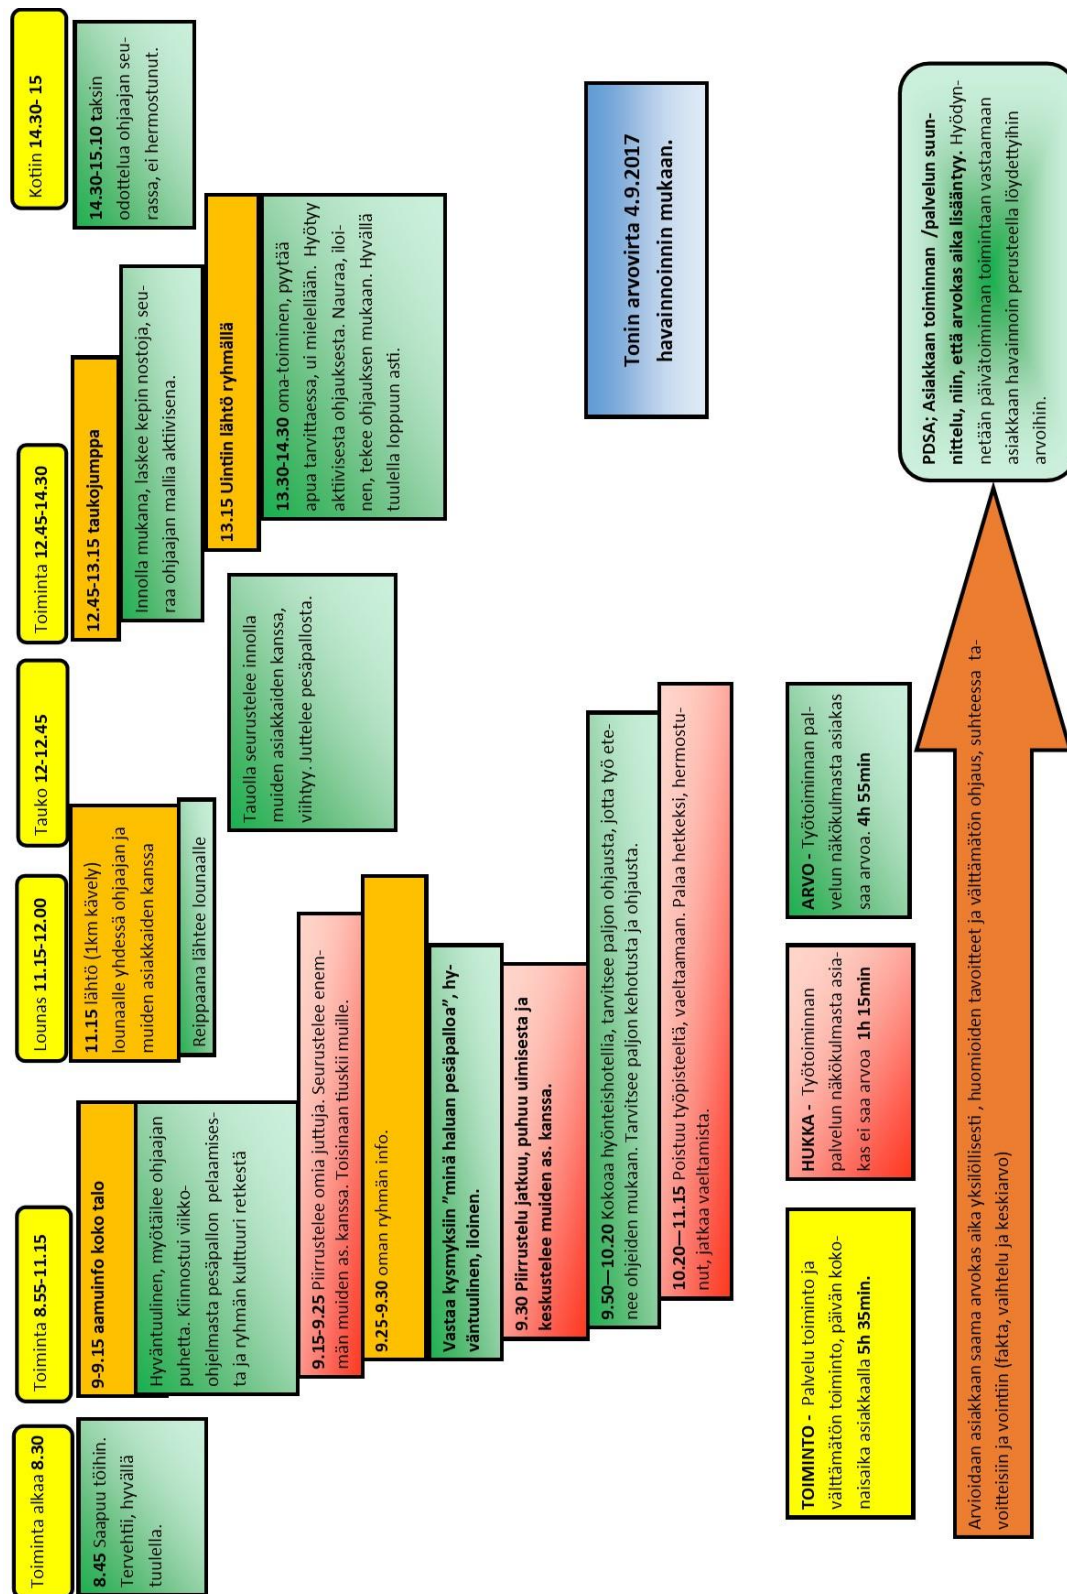 Toiminta alkaa 8.30
8.45 Saapuu töihin.
Tervehtii, hyvällä
tuulella.
Toiminta 8.55-11.15
9-9.15 aamuinfo koko talo
Hyväntuulinen, myötäilee ohjaajan
puhetta. Kiinnostui viikko-
ohjelmasta pesäpallon pelaamises-
ta ja ryhmän kulttuuri retkestä
9.15-9.25 Piirrustelee omia juttuja. Seurustelee enem-
män muiden as. kanssa. Toisinaan tiuskii muille.
9.25-9.30 oman ryhmän info.
Vastaa kysmyksiin ”minä haluan pesäpalloa”, hy-
väntuulinen, iloinen.
9.30 Piirrustelu jatkuu, puhuu uimisesta ja
keskustelee muiden as. kanssa.
9.50—10.20 Kokoaa hyönteishotellia, tarvitsee paljon ohjausta, jotta työ ete-
nee ohjeiden mukaan. Tarvitsee paljon kehotusta ja ohjausta.
10.20—11.15 Poistuu työpisteeltä, vaeltaamaan. Palaa hetkeksi, hermostu-
nut, jatkaa vaeltamista.
Lounas 11.15-12.00
11.15 lähtö (1km kävely)
lounaalle yhdessä ohjaajan ja
muiden asiakkaiden kanssa
Reippaana lähtee lounaalle
Tauko 12-12.45
Tauolla seurustelee innolla
muiden asiakkaiden kanssa,
viihtyy. Juttelee pesäpallosta.
Toiminta 12.45-14.30
12.45-13.15 taukojumppa
Innolla mukana, laskee kepin nostoja, seu-
raa ohjaajan mallia aktiivisena.
13.15 Uintiin lähtö ryhmällä
13.30-14.30 oma-toiminen, pyytää
apua tarvittaessa, ui mielellään. Hyötyy
aktiivisesta ohjauksesta. Nauraa, iloi-
nen, tekee ohjauksen mukaan. Hyvällä
tuulella loppuun asti.
Kotiin 14.30- 15
14.30-15.10 taksin
odottelua ohjaajan seu-
rassa, ei hermostunut.
Tonin arvovirta 4.9.2017
havainnoinnin mukaan.
TOIMINTO - Palvelu toiminto ja
välttämätön toiminto, päivän koko-
naisaika asiakkaalla 5h 35min.
HUKKA - Työtoiminnan
palvelun näkökulmasta asia-
kas ei saa arvoa 1h 15min
ARVO - Työtoiminnan pal-
velun näkökulmasta asiakas
saa arvoa. 4h 55min
Arvioidaan asiakkaan saama arvokas aika yksilöllisesti , huomioiden tavoitteet ja välttämätön ohjaus, suhteessa ta-
voitteisiin ja vointiin (fakta, vaihtelu ja keskiarvo)
PDSA; Asiakkaan toiminnan /palvelun suun-
nittelu, niin, että arvokas aika lisääntyy. Hyödyn-
netään päivätoiminnan toimintaan vastaamaan
asiakkaan havainnoin perusteella löydettyihin
arvoihin.